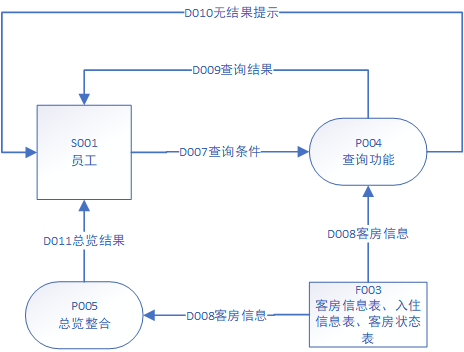 D010无结果提示
D009查询结果
S001
员工
D007查询条件
P004
查询功能
D011总览结果
D008客房信息
P005
总览整合
D008客房信息
F003
客房信息表、入住
信息表、客房状态
表